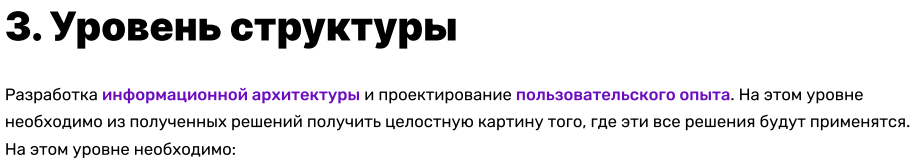 3. Уровень структуры
Разработка информационной архитектуры и проектирование пользовательского опыта. На этом уровне
необходимо из полученных решений получить целостную картину того, где эти все решения будут применятся.
На этом уровне необходимо: